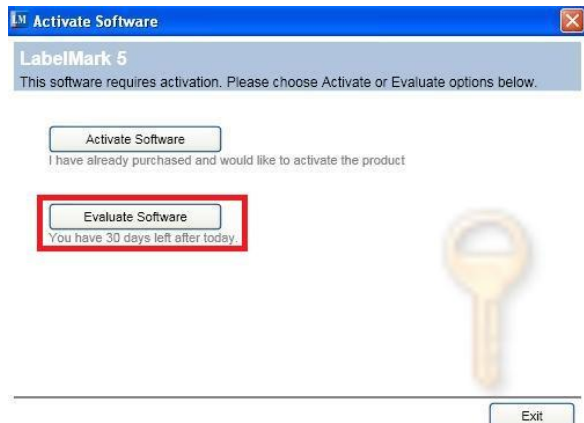 LM Activate Software
LabelMark 5
This software requires activation. Please choose Activate or Evaluate options below.
Activate Software
I have already purchased and would like to activate the product
Evaluate Software
You have 30 days left after today.
Exit